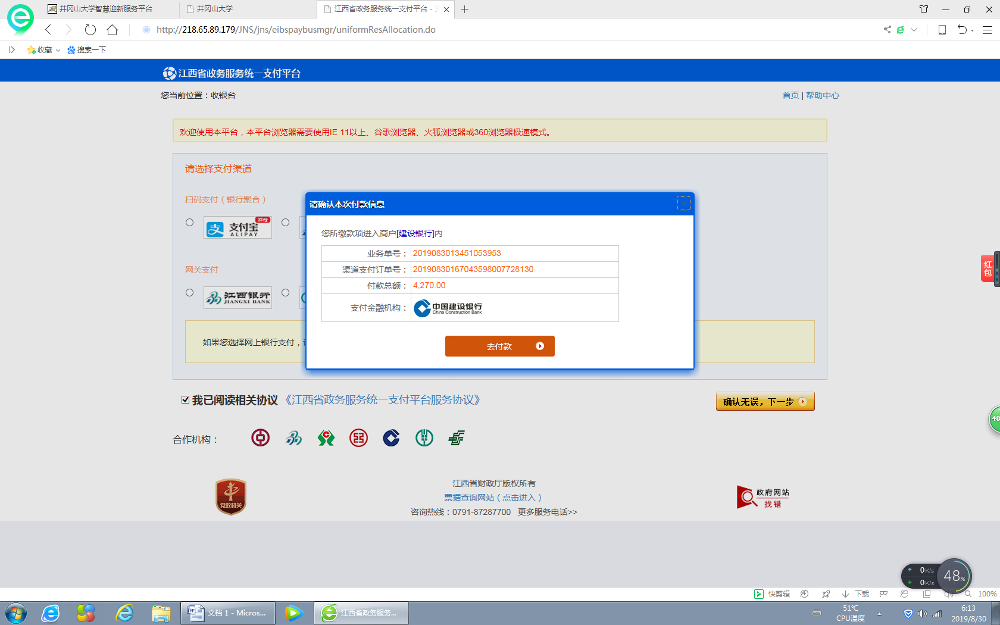 井冈山大学智慧迎新服务平台
井冈山大学
江西省政务服务统一支付平台 -
http://218.65.89.179/JNS/jns/eibspaybusmgr/uniformResAllocation.do
收藏
搜索一下
江西省政务服务统一支付平台
您当前位置：收银台
首页 | 帮助中心
欢迎使用本平台，本平台浏览器需要使用IE 11以上、谷歌浏览器、火狐浏览器或360浏览器极速模式。
请选择支付渠道
扫码支付（银行聚合）
支付宝
ALIPAY
推荐
网关支付
江西银行
JIANGXI BANK
如果您选择网上银行支付，
请确认本次付款信息
您所缴款项进入商户[建设银行]内
业务单号： 2019083013451053953
渠道支付订单号： 20190830167043598007728130
付款总额： 4,270.00
支付金融机构： 中国建设银行
China Construction Bank
去付款
红包
我已阅读相关协议 《江西省政务服务统一支付平台服务协议》
确认无误，下一步
合作机构：
党政机关
江西省财政厅版权所有
票据查询网站（点击进入）
咨询热线：0791-87287700 更多服务电话>>
政府网站
找错
48
0K/s
0K/s
48%
快剪辑
下载
100%
文档 1 - Micros...
江西省政务服务...
51℃
CPU温度
6:13
2019/8/30